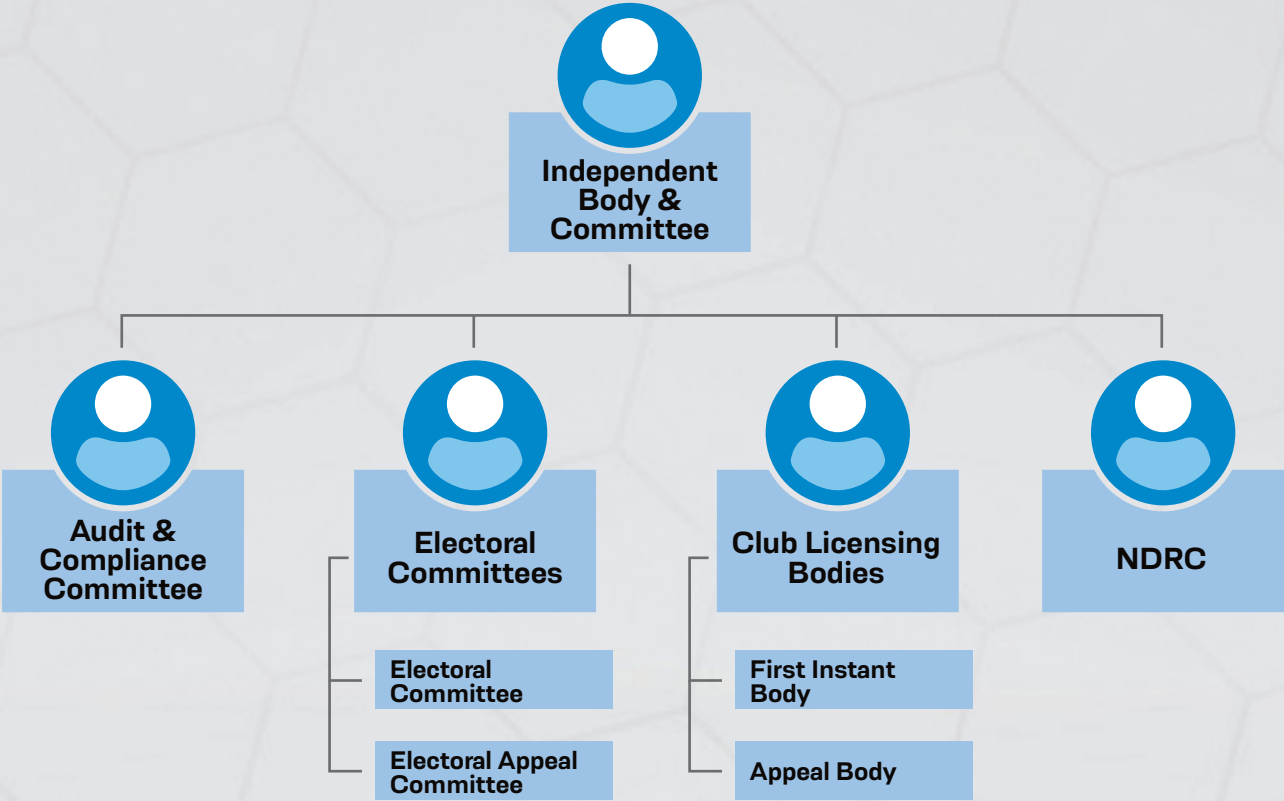 Independent
Body &
Committee
Audit &
Compliance
Committee
Electoral
Committees
Electoral
Committee
Electoral Appeal
Committee
Club Licensing
Bodies
First Instant
Body
Appeal Body
NDRC